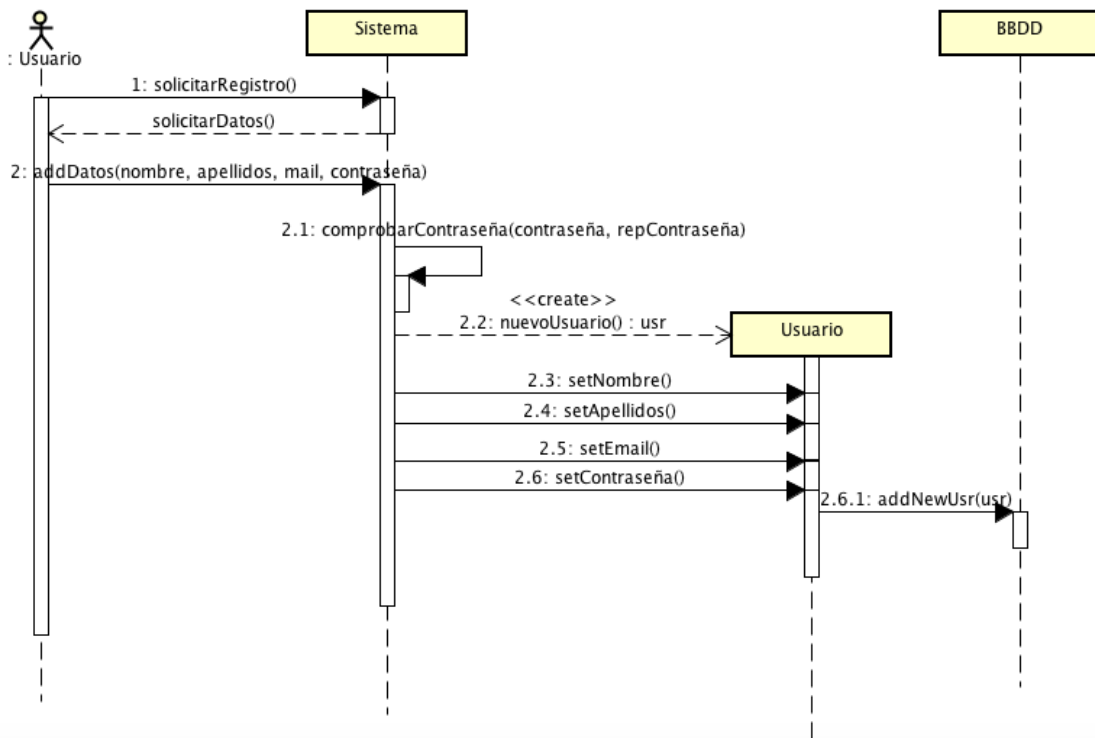 Sistema
BBDD
: Usuario
1: solicitarRegistro()
solicitarDatos()
2: addDatos(nombre, apellidos, mail, contraseña)
2.1: comprobarContraseña(contraseña, repContraseña)
<<create>>
2.2: nuevoUsuario() : usr
Usuario
2.3: setNombre()
2.4: setApellidos()
2.5: setEmail()
2.6: setContraseña()
2.6.1: addNewUsr(usr)